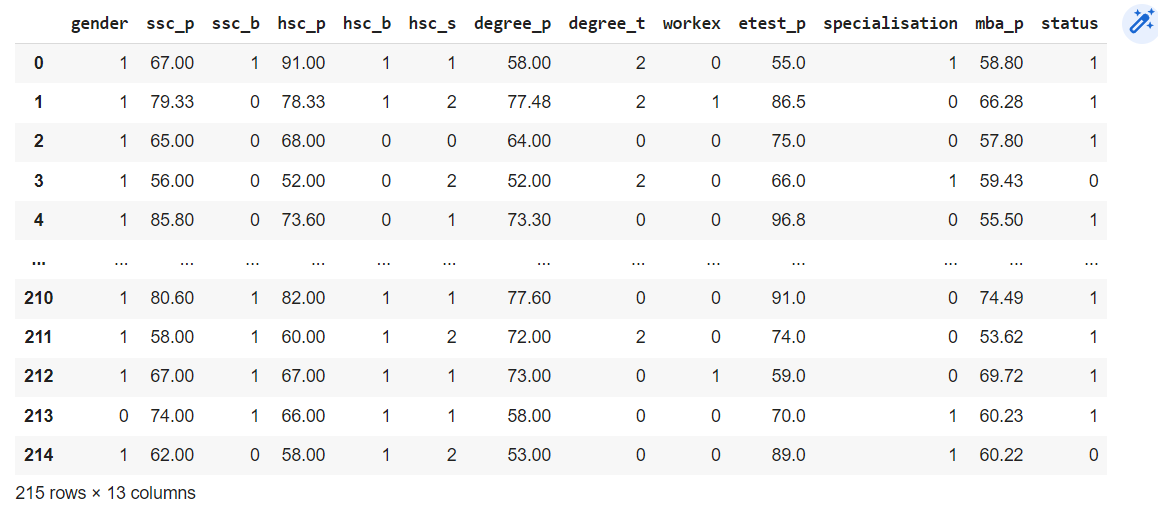 gender ssc_p ssc_b hsc_p hsc_b hsc_s degree_p degree_t workex etest_p specialisation mba_p status
0 1 67.00 1 91.00 1 1 58.00 2 0 55.0 1 58.80 1
1 1 79.33 0 78.33 1 2 77.48 2 1 86.5 0 66.28 1
2 1 65.00 0 68.00 0 0 64.00 0 0 75.0 0 57.80 1
3 1 56.00 0 52.00 0 2 52.00 2 0 66.0 1 59.43 0
4 1 85.80 0 73.60 0 1 73.30 0 0 96.8 0 55.50 1
... ... ... ... ... ... ... ... ... ... ... ... ... ...
210 1 80.60 1 82.00 1 1 77.60 0 0 91.0 0 74.49 1
211 1 58.00 1 60.00 1 2 72.00 2 0 74.0 0 53.62 1
212 1 67.00 1 67.00 1 1 73.00 0 1 59.0 0 69.72 1
213 0 74.00 1 66.00 1 1 58.00 0 0 70.0 1 60.23 1
214 1 62.00 0 58.00 1 2 53.00 0 0 89.0 1 60.22 0
215 rows × 13 columns